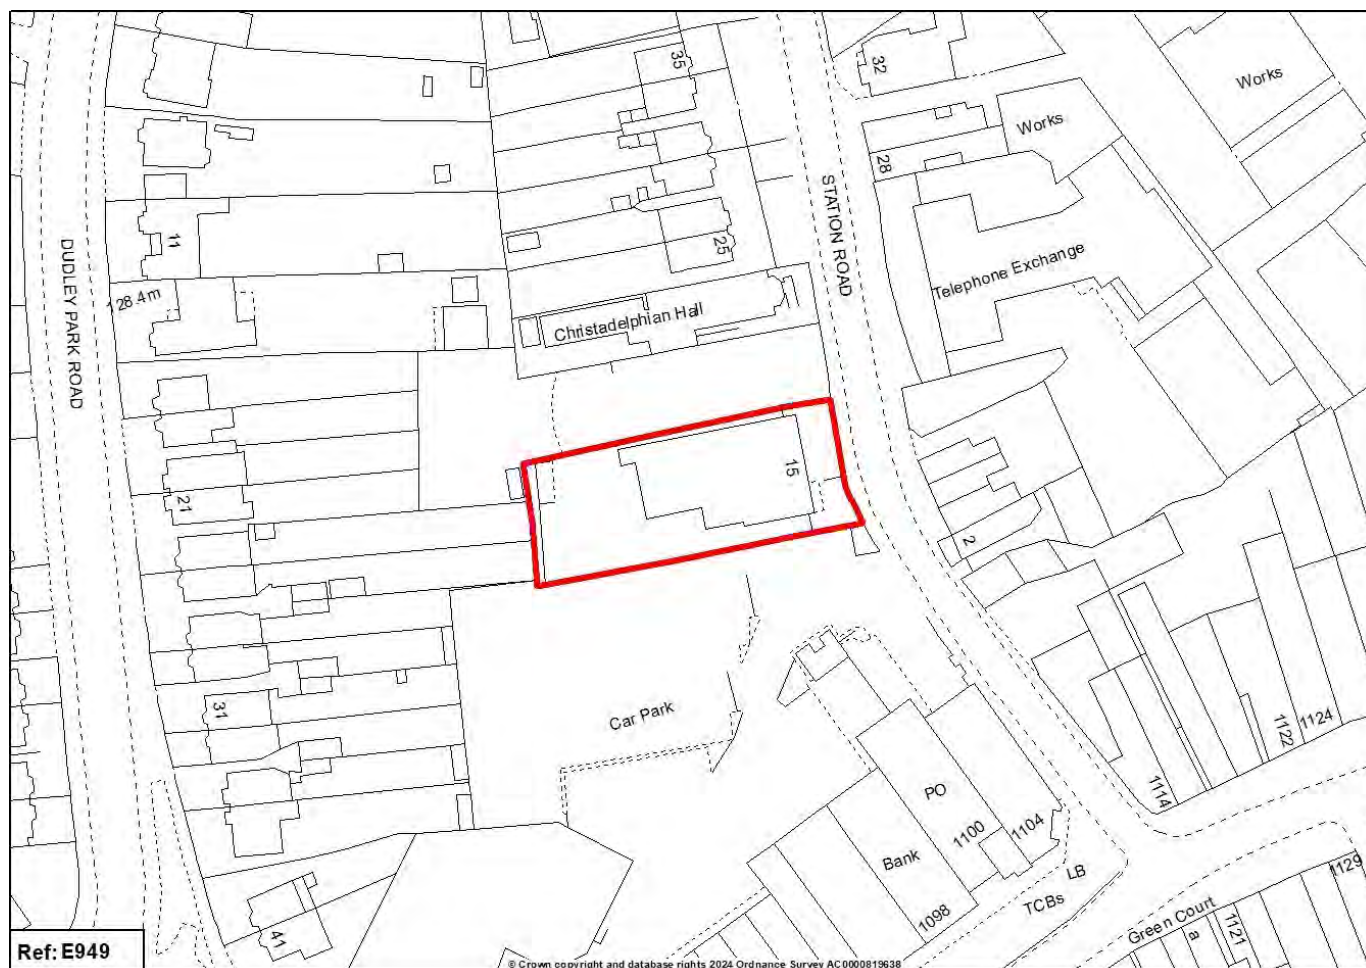 35
32
Works
Works
28
STATION ROAD
DUDLEY PARK ROAD
11
25
Telephone Exchange
128.4m
Christadelphian Hall
15
21
2
31
Car Park
PO
1100
1104
Bank
1098
1122
1124
1114
LB
TCBs
1129
Green Court
1121
a
41
Ref: E949
© Crown copyright and database rights 2024 Ordnance Survey AC0000819638